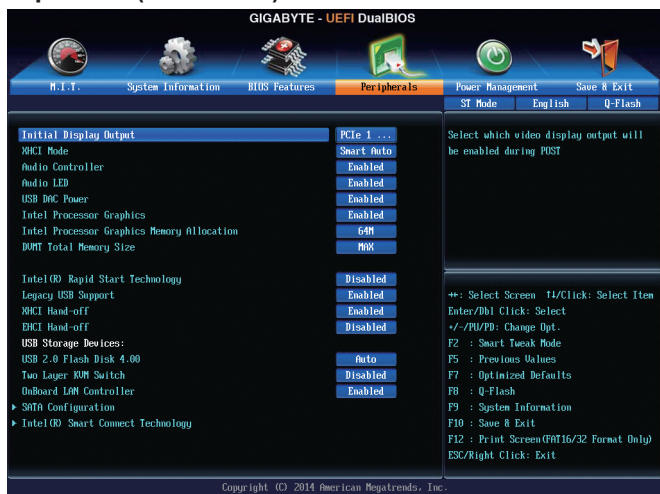 GIGABYTE - UEFI DualBIOS
M.I.T. System Information BIOS Features Peripherals Power Management Save & Exit
ST Mode English Q-Flash
Initial Display Output PCIe 1 ...
XHCI Mode Smart Auto
Audio Controller Enabled
Audio LED Enabled
USB DAC Power Enabled
Intel Processor Graphics Enabled
Intel Processor Graphics Memory Allocation 64M
DVMT Total Memory Size MAX
Intel(R) Rapid Start Technology Disabled
Legacy USB Support Enabled
XHCI Hand-off Enabled
EHCI Hand-off Disabled
USB Storage Devices:
USB 2.0 Flash Disk 4.00 Auto
Two Layer KVM Switch Disabled
OnBoard LAN Controller Enabled
SATA Configuration
Intel(R) Smart Connect Technology
Select which video display output will
be enabled during POST
→←: Select Screen ↑↓/Click: Select Item
Enter/Dbl Click: Select
+/-/PU/PD: Change Opt.
F2 : Smart Tweak Mode
F5 : Previous Values
F7 : Optimized Defaults
F8 : Q-Flash
F9 : System Information
F10 : Save & Exit
F12 : Print Screen(FAT16/32 Format Only)
ESC/Right Click: Exit
Copyright (C) 2014 American Megatrends, Inc.